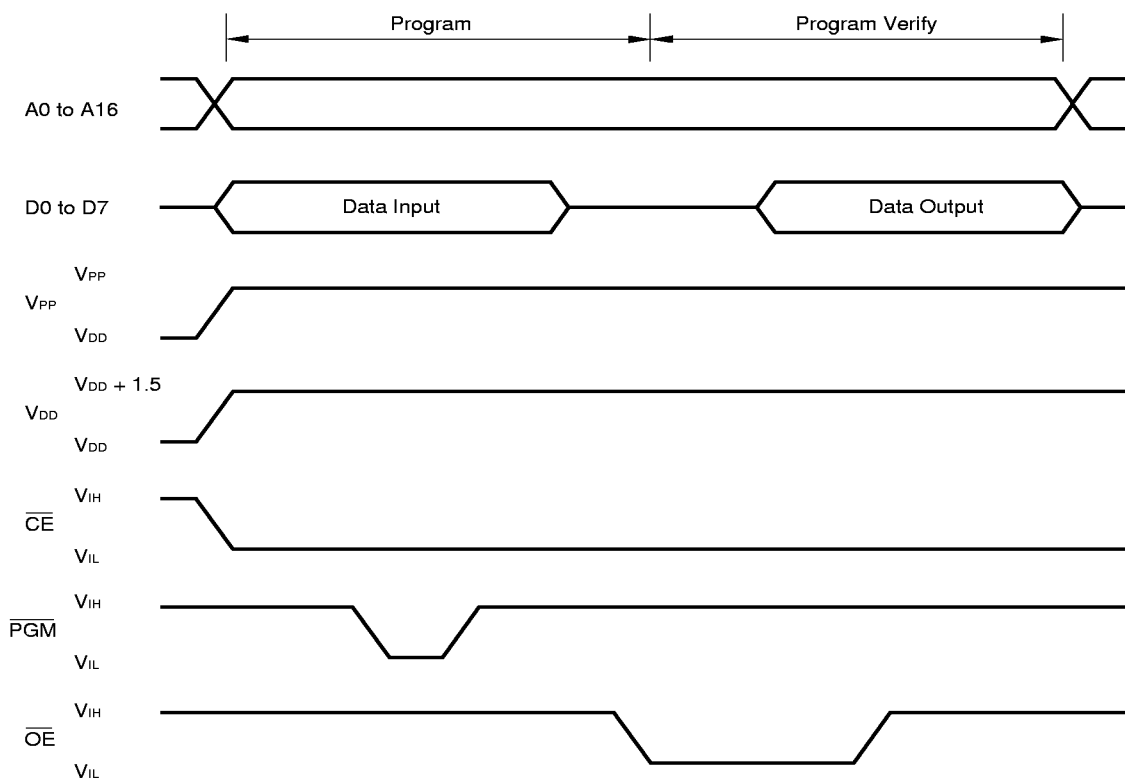 Program Program Verify
A0 to A16
D0 to D7 Data Input Data Output
VPP
VPP
VDD
VDD + 1.5
VDD
VDD
VIH
CE
VIL
VIH
PGM
VIL
VIH
OE
VIL